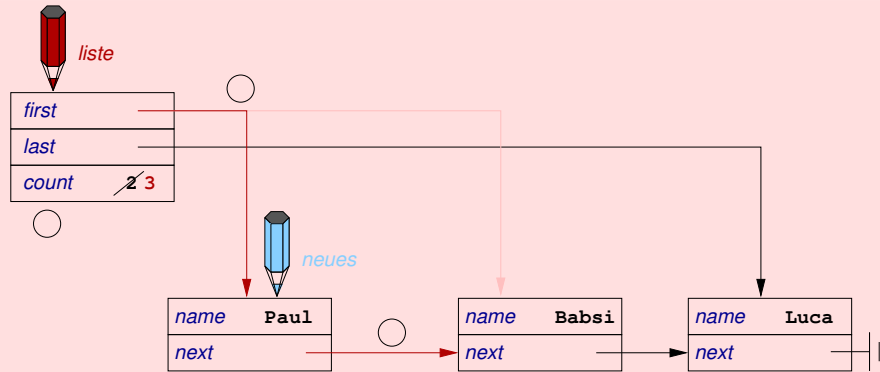 liste
first
last
count 2 3
neues
name Paul
next
name Babsi
next
name Luca
next